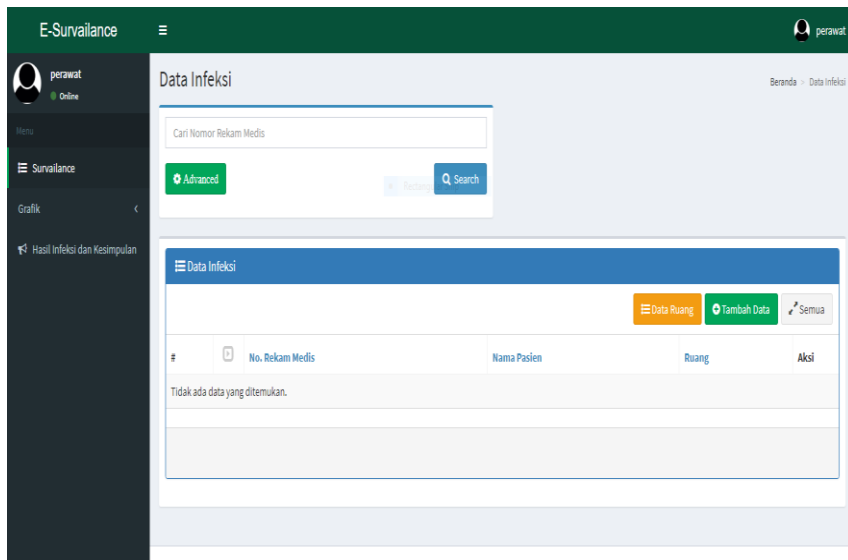 E-Survailance
perawat
perawat
Online
Data Infeksi
Beranda > Data Infeksi
Menu
Cari Nomor Rekam Medis
Survailance
Advanced
Search
Grafik
Hasil Infeksi dan Kesimpulan
Data Infeksi
Data Ruang
Tambah Data
Semua
# No. Rekam Medis Nama Pasien Ruang Aksi
Tidak ada data yang ditemukan.